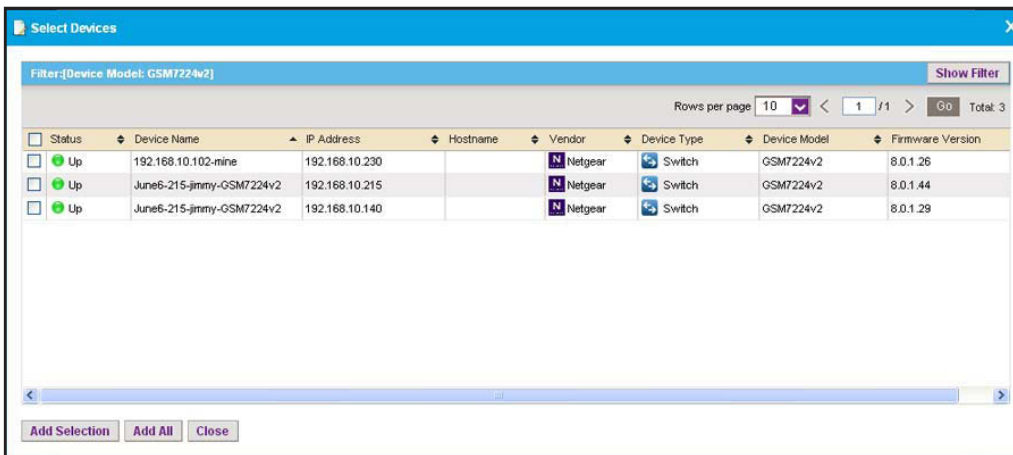 Select Devices
Filter:[Device Model: GSM7224v2] Show Filter
Rows per page 10 < 1 /1 > Go Total: 3
Status Device Name IP Address Hostname Vendor Device Type Device Model Firmware Version
Up 192.168.10.102-mine 192.168.10.230 N Netgear Switch GSM7224v2 8.0.1.26
Up June6-215-jimmy-GSM7224v2 192.168.10.215 N Netgear Switch GSM7224v2 8.0.1.44
Up June6-215-jimmy-GSM7224v2 192.168.10.140 N Netgear Switch GSM7224v2 8.0.1.29
Add Selection Add All Close